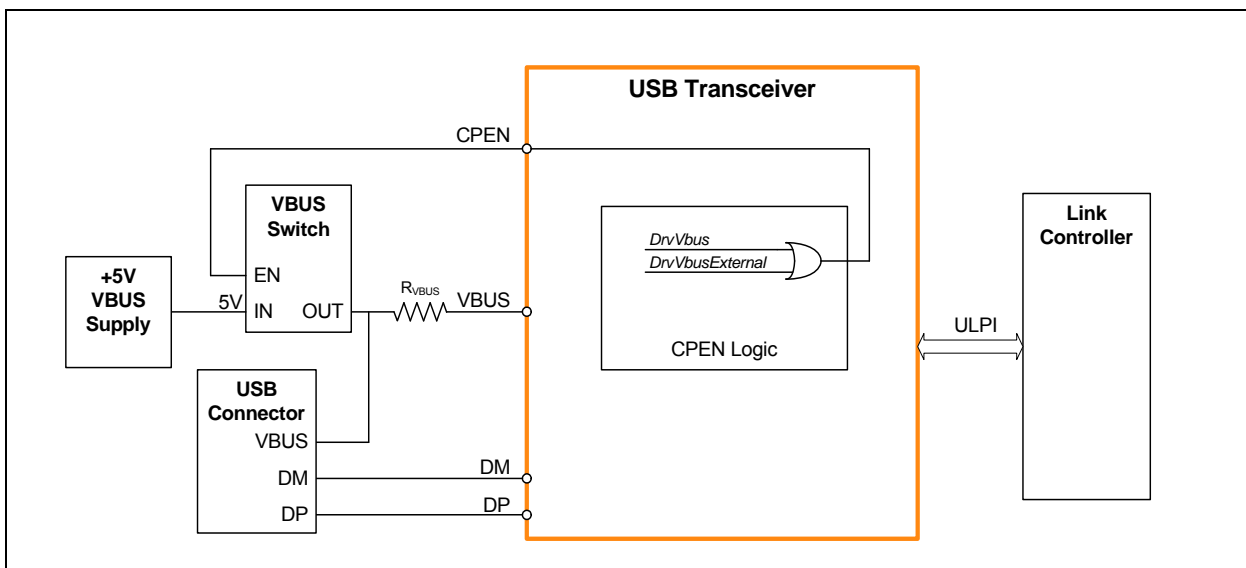 USB Transceiver
CPEN
VBUS
Switch
EN
5V
IN
OUT
+5V
VBUS
Supply
RVBUS
VBUS
DrvVbus
DrvVbusExternal
CPEN Logic
Link
Controller
ULPI
USB
Connector
VBUS
DM
DP
DM
DP